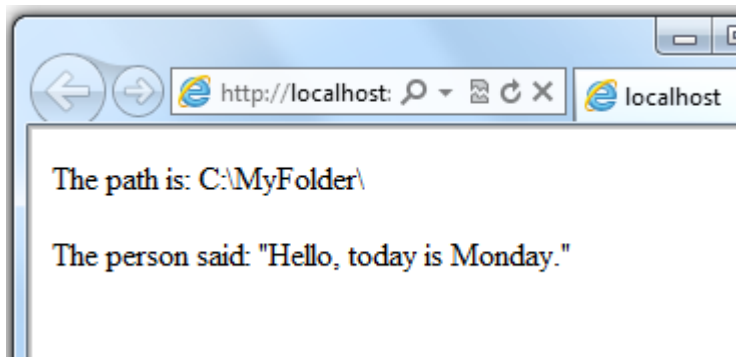 http://localhost:
localhost
The path is: C:\MyFolder\
The person said: "Hello, today is Monday."